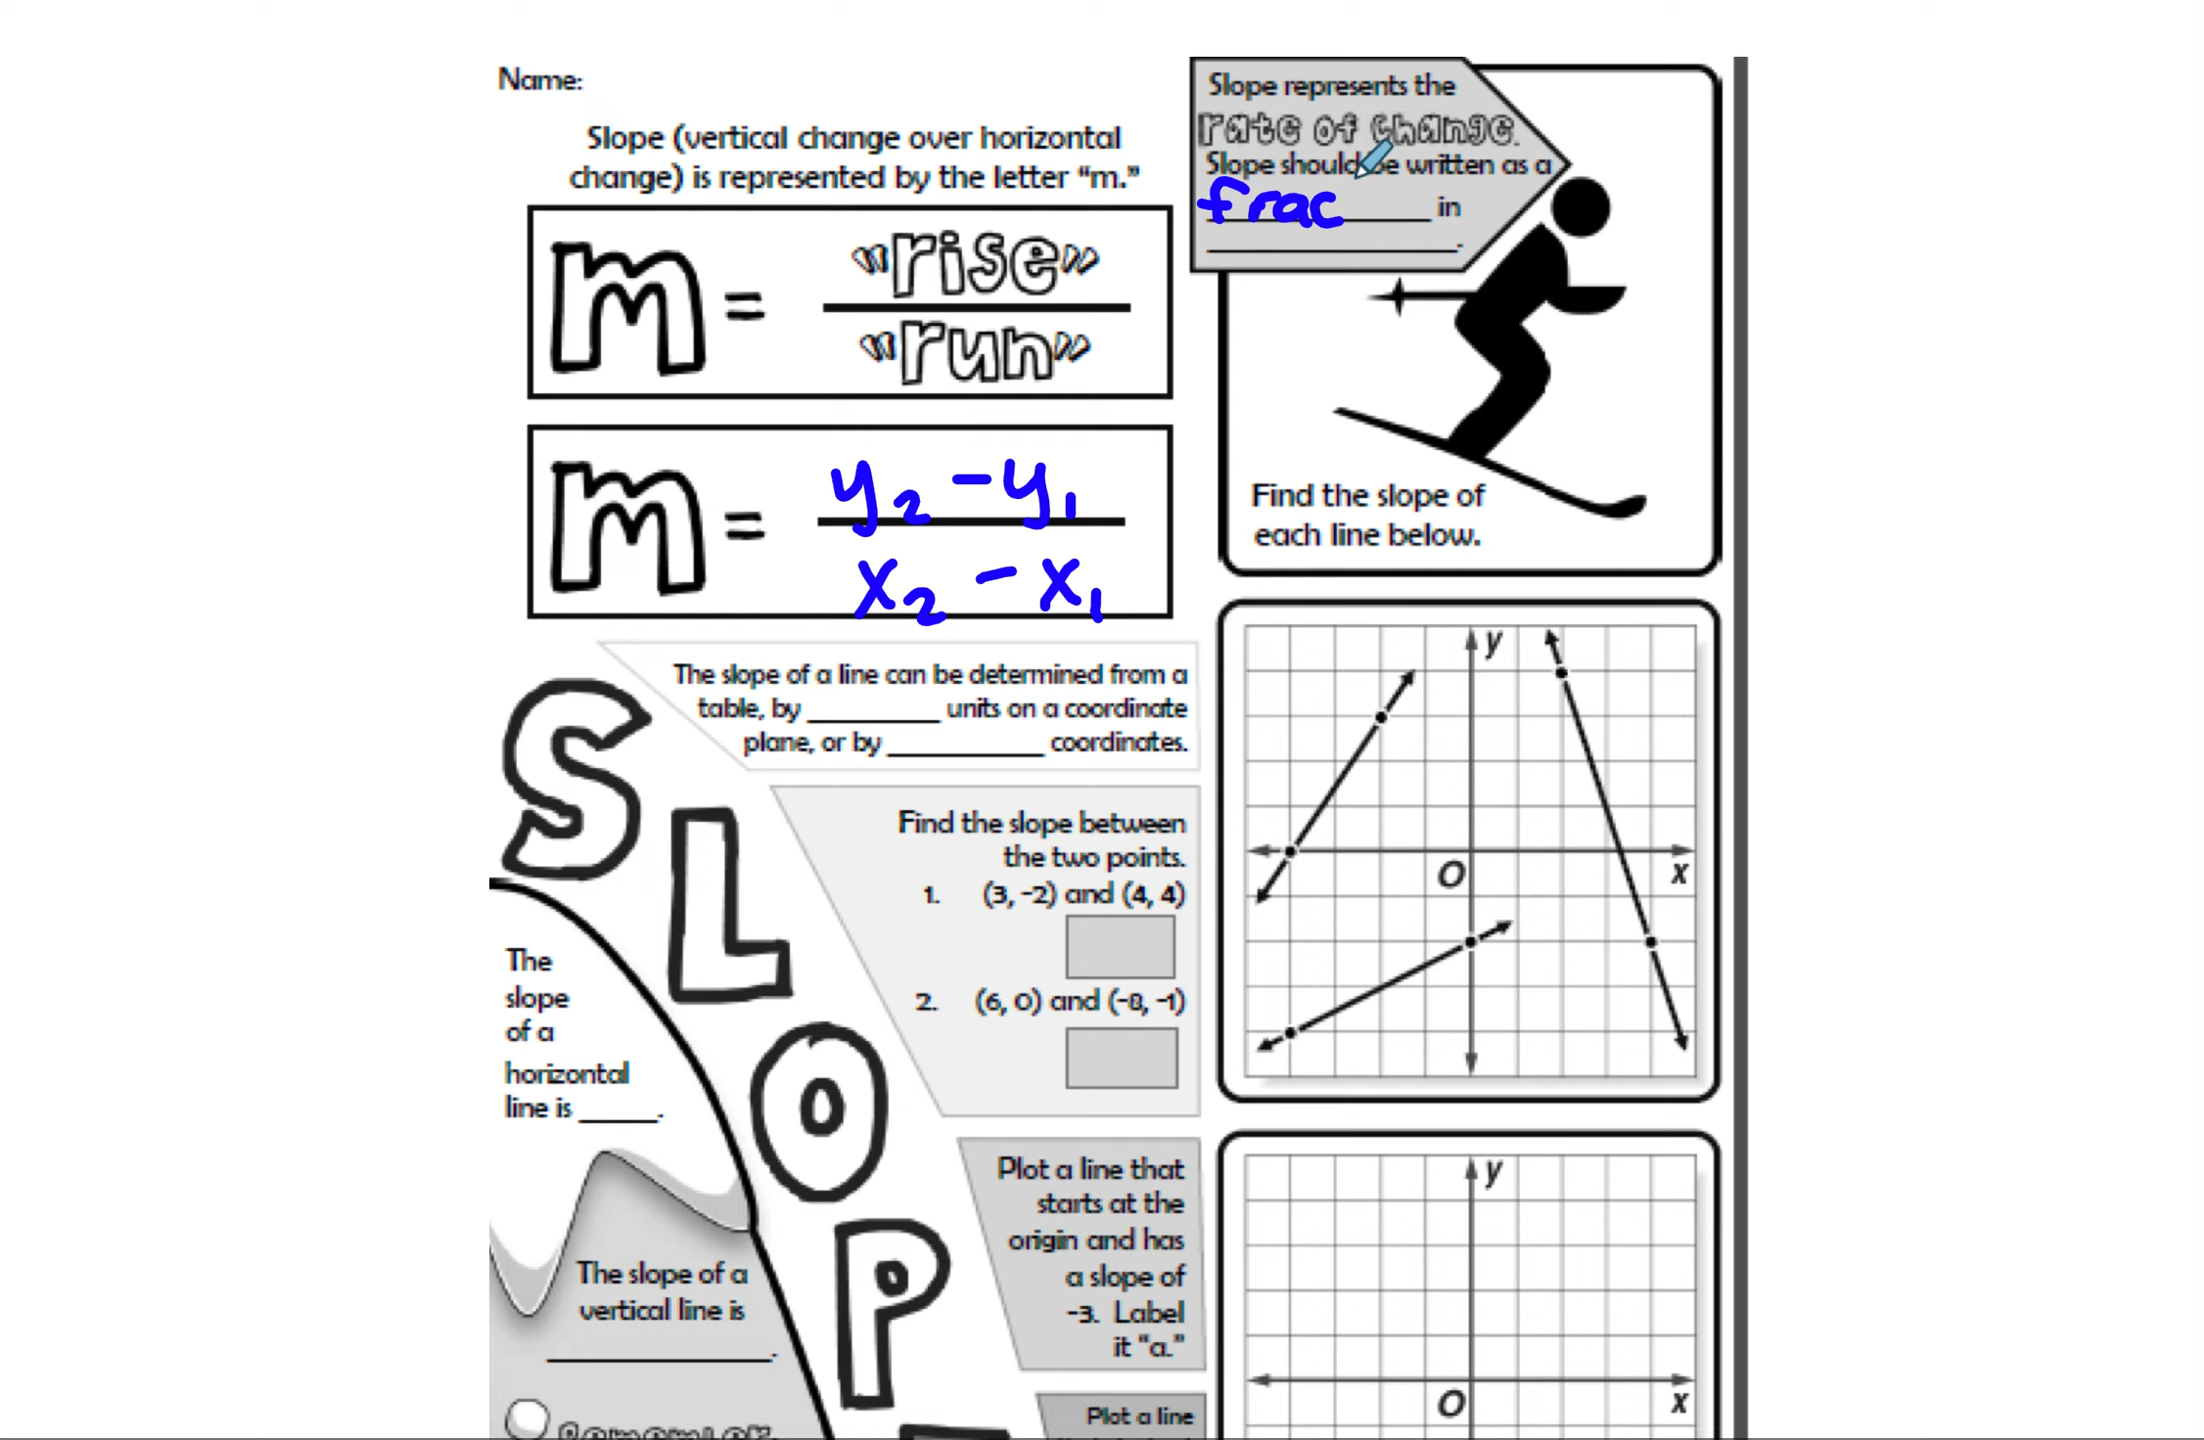 Name:
Slope (vertical change over horizontal
change) is represented by the letter “m.”
m = "rise"
"run"
m = y2 - y1
x2 - x1
Slope represents the
rate of change.
Slope should be written as a
frac in
Find the slope of
each line below.
The slope of a line can be determined from a
table, by units on a coordinate
plane, or by coordinates.
SLOP
Find the slope between
the two points.
1. (3, -2) and (4, 4)
2. (6, 0) and (-8, -1)
The
slope
of a
horizontal
line is .
The slope of a
vertical line is
.
Plot a line that
starts at the
origin and has
a slope of
-3. Label
it “a.”
Plot a line
y
O
x
y
O
x